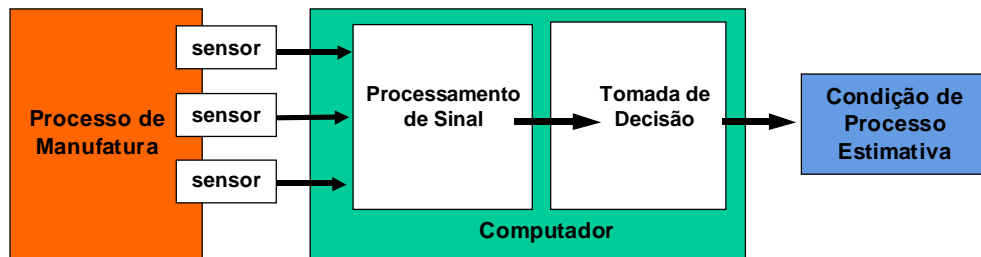 Processo de
Manufatura
sensor
sensor
sensor
Processamento
de Sinal
Tomada de
Decisão
Computador
Condição de
Processo
Estimativa